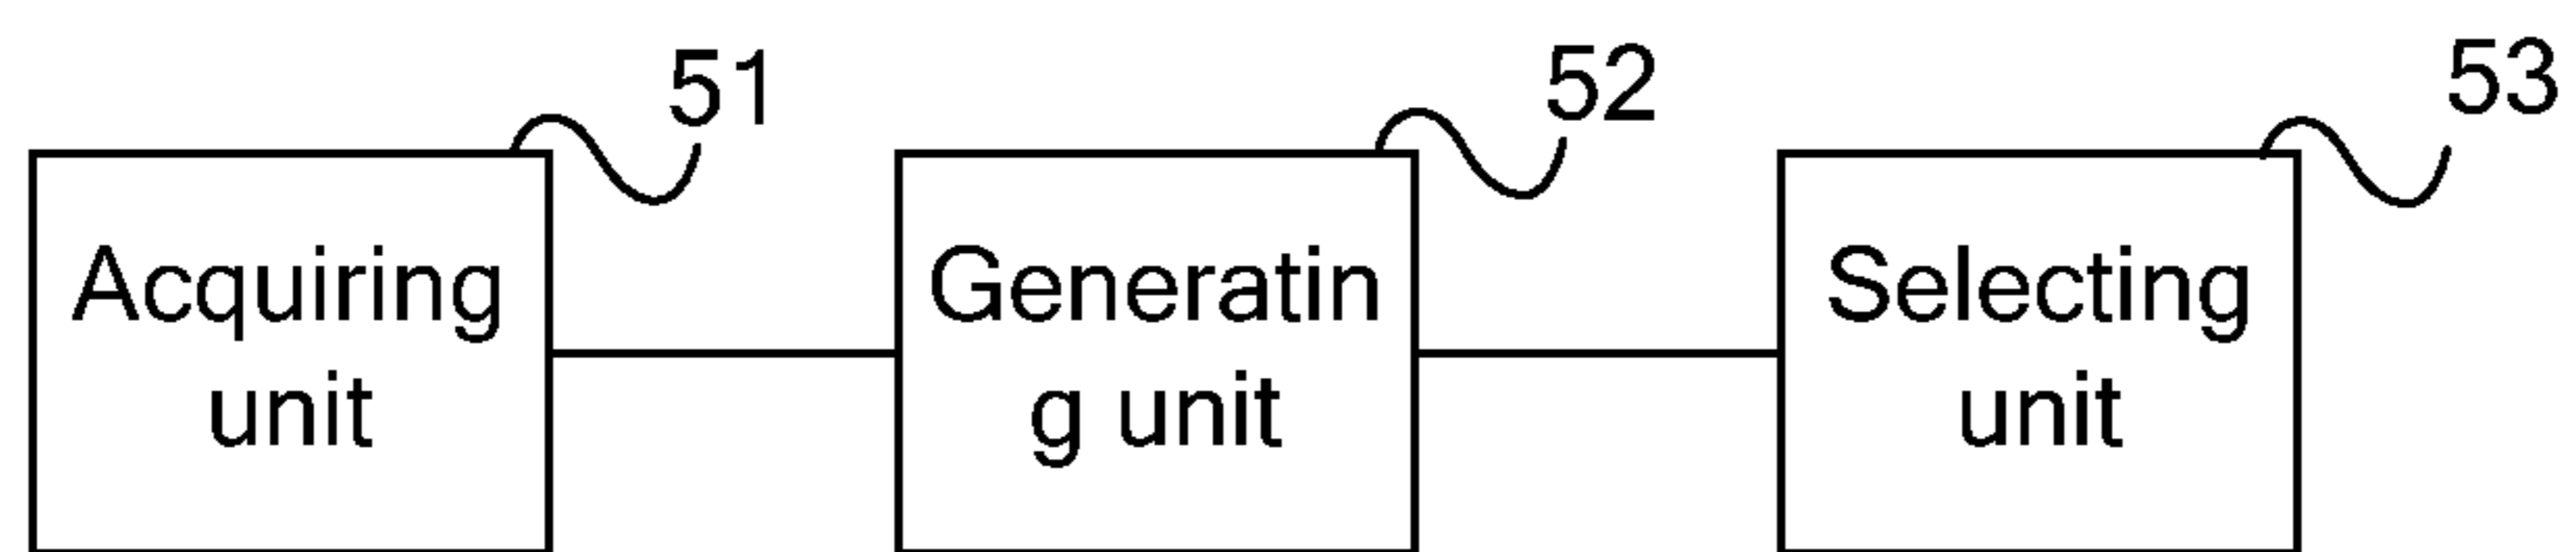 51
52
53
Acquiring
unit
Generatin
g unit
Selecting
unit